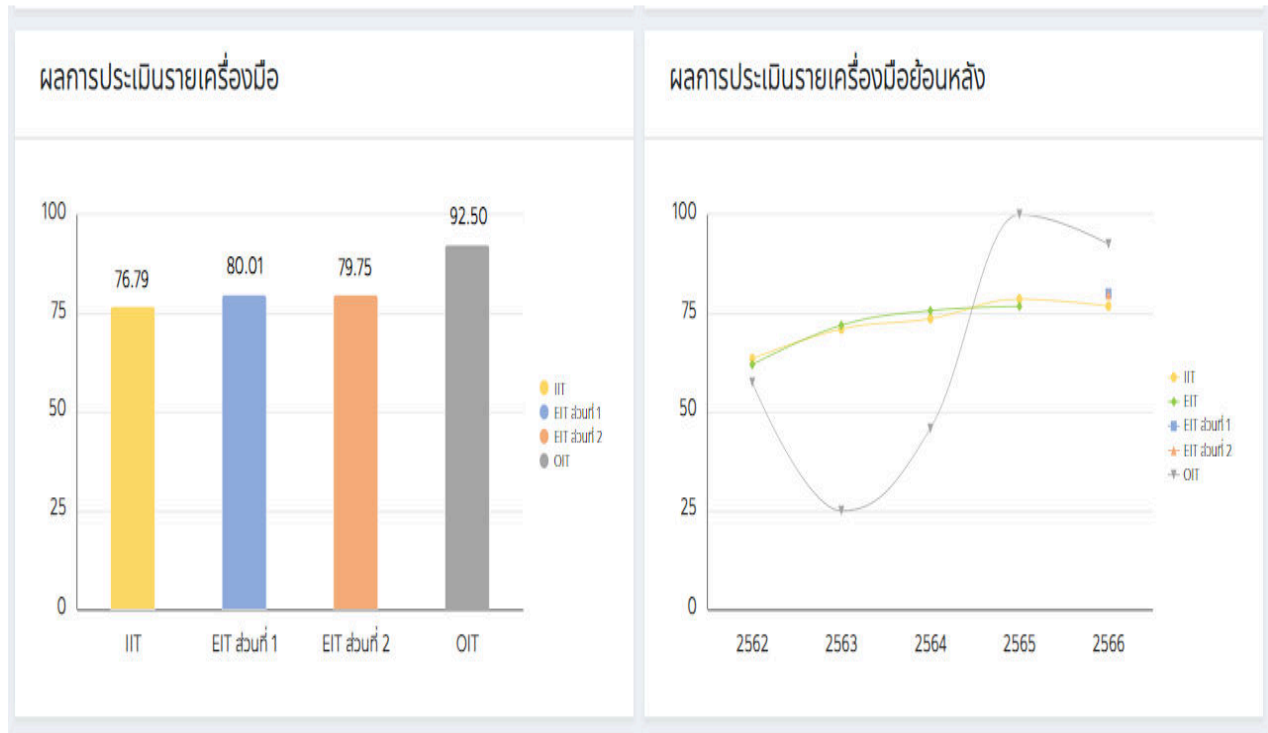 ผลการประเมินรายเครื่องมือ
100
75
50
25
0
76.79
80.01
79.75
92.50
IIT
EIT ส่วนที่ 1
EIT ส่วนที่ 2
OIT
IIT
EIT ส่วนที่ 1
EIT ส่วนที่ 2
OIT
ผลการประเมินรายเครื่องมือย้อนหลัง
100
75
50
25
0
2562
2563
2564
2565
2566
IIT
EIT
EIT ส่วนที่ 1
EIT ส่วนที่ 2
OIT